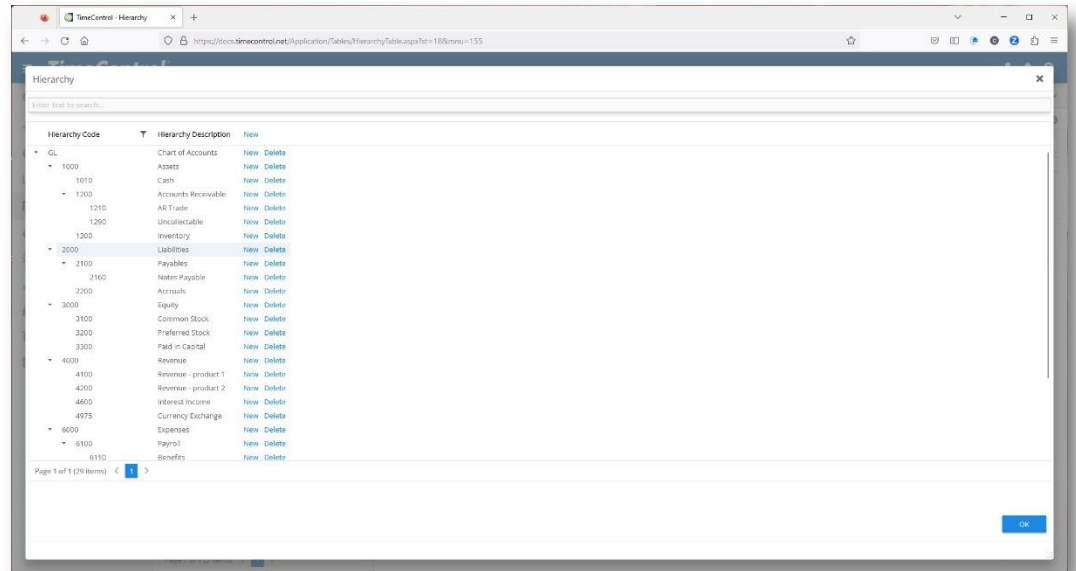 TimeControl - Hierarchy
https://docs.timecontrol.net/Application/Tables/HierarchyTable.aspx?st=18&mnu=155
TimeControl
Hierarchy
Enter text to search...
Hierarchy Code Hierarchy Description New
GL Chart of Accounts New Delete
1000 Assets New Delete
1010 Cash New Delete
1200 Accounts Receivable New Delete
1210 AR Trade New Delete
1290 Uncollectable New Delete
1300 Inventory New Delete
2000 Liabilities New Delete
2100 Payables New Delete
2160 Notes Payable New Delete
2200 Accruals New Delete
3000 Equity New Delete
3100 Common Stock New Delete
3200 Preferred Stock New Delete
3300 Paid in Capital New Delete
4000 Revenue New Delete
4100 Revenue - product 1 New Delete
4200 Revenue - product 2 New Delete
4600 Interest Income New Delete
4975 Currency Exchange New Delete
6000 Expenses New Delete
6100 Payroll New Delete
6110 Benefits New Delete
Page 1 of 1 (29 items) 1
OK